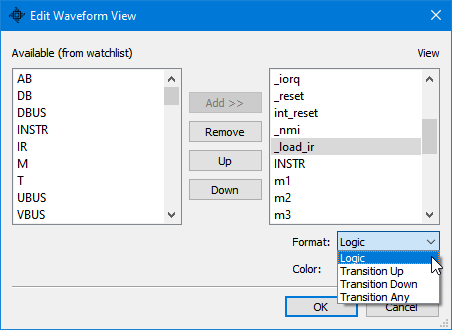 Edit Waveform View
Available (from watchlist)
View
AB
DB
DBUS
INSTR
IR
M
T
UBUS
VBUS
Add >>
Remove
Up
Down
_iorq
_reset
int_reset
_nmi
_load_ir
INSTR
m1
m2
m3
Format: Logic
Logic
Transition Up
Transition Down
Transition Any
Color:
OK
Cancel